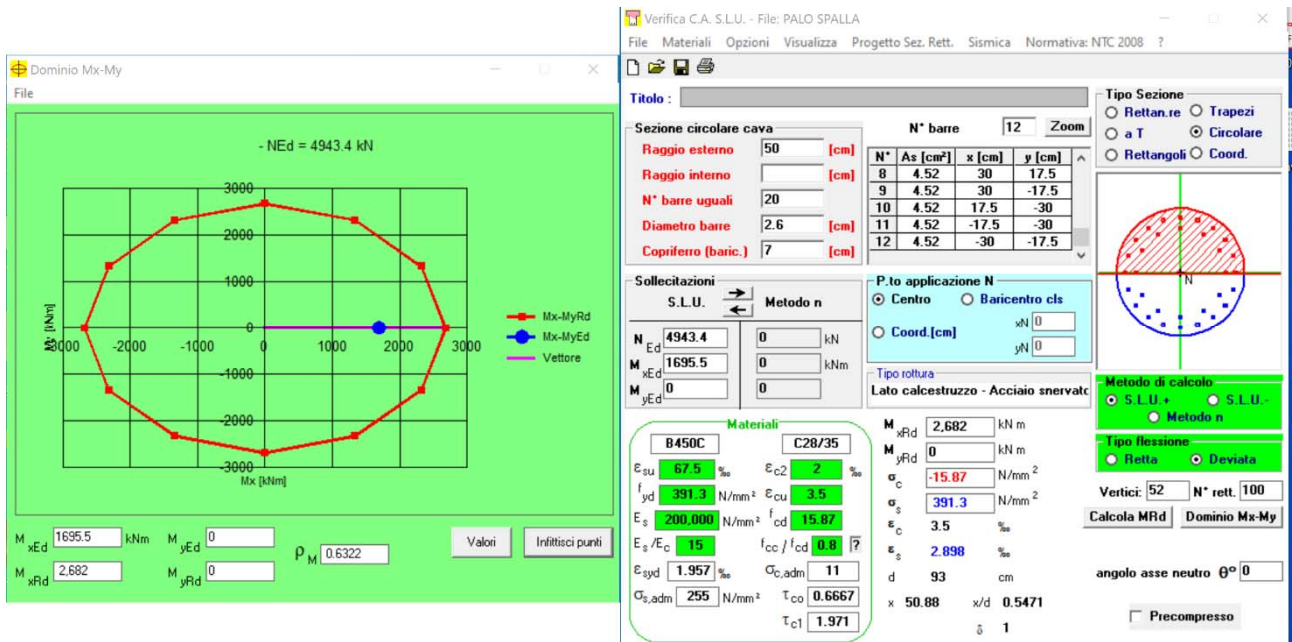 Dominio Mx-My
File
- NEd = 4943.4 kN
3000
2000
1000
0
-1000
-2000
-3000
My [kNm]
-3000 -2000 -1000 0 1000 2000 3000
Mx [kNm]
Mx-MyRd
Mx-MyEd
Vettore
M xEd 1695.5 kNm M yEd 0
ρ M 0.6322
Valori
Infittisci punti
M xRd 2,682 M yRd 0
Verifica C.A. S.L.U. - File: PALO SPALLA
File Materiali Opzioni Visualizza Progetto Sez. Rett. Sismica Normativa: NTC 2008 ?
Titolo :
Sezione circolare cava
Raggio esterno 50 [cm]
Raggio interno [cm]
N° barre uguali 20
Diametro barre 2.6 [cm]
Copriferro (baric.) 7 [cm]
N° barre 12 Zoom
N° As [cm²] x [cm] y [cm]
8 4.52 30 17.5
9 4.52 30 -17.5
10 4.52 17.5 -30
11 4.52 -17.5 -30
12 4.52 -30 -17.5
Tipo Sezione
Rettan.re Trapezi
a T Circolare
Rettangoli Coord.
N
Sollecitazioni
S.L.U. Metodo n
N Ed 4943.4 0 kN
M xEd 1695.5 0 kNm
M yEd 0 0
P.to applicazione N
Centro Baricentro cls
Coord.[cm] xN 0
yN 0
Tipo rottura
Lato calcestruzzo - Acciaio snervato
Metodo di calcolo
S.L.U.+ S.L.U.-
Metodo n
Tipo flessione
Retta Deviata
Materiali
B450C C28/35
εsu 67.5 ‰ εc2 2 ‰
fyd 391.3 N/mm² εcu 3.5
Es 200,000 N/mm² fcd 15.87
Es/Ec 15 fcc / fcd 0.8 ?
εsyd 1.957 ‰ σc,adm 11
σs,adm 255 N/mm² τco 0.6667
τc1 1.971
M xRd 2,682 kN m
M yRd 0 kN m
σc -15.87 N/mm²
σs 391.3 N/mm²
εc 3.5 ‰
εs 2.898 ‰
d 93 cm
x 50.88 x/d 0.5471
δ 1
Vertici: 52 N° rett. 100
Calcola MRd Dominio Mx-My
angolo asse neutro θ° 0
Precompresso